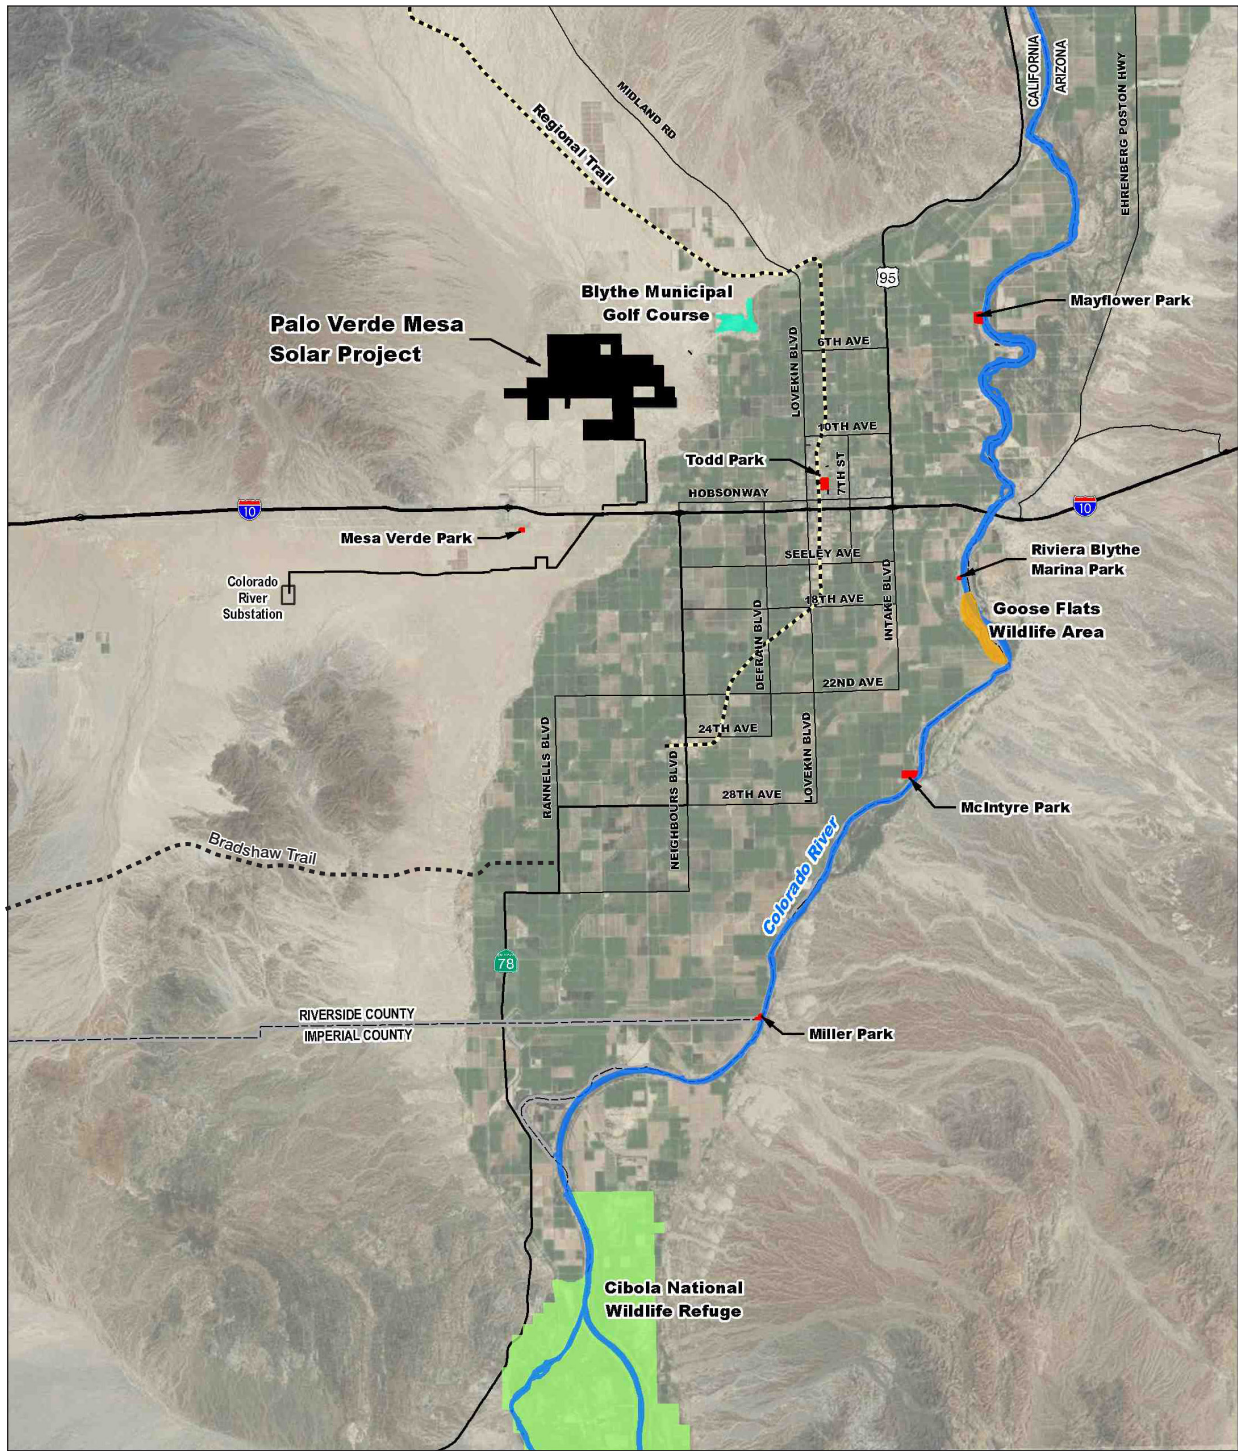 CALIFORNIA
ARIZONA
EHRENBERG POSTON HWY
MIDLAND RD
Regional Trail
95
Blythe Municipal
Golf Course
Mayflower Park
Palo Verde Mesa
Solar Project
LOVEKIN BLVD
6TH AVE
10TH AVE
Todd Park
7TH ST
HOBSONWAY
10
10
Mesa Verde Park
SEELEY AVE
Riviera Blythe
Marina Park
Colorado
River
Substation
18TH AVE
INTAKE BLVD
Goose Flats
Wildlife Area
DEFRAIN BLVD
22ND AVE
24TH AVE
RANNELLS BLVD
NEIGHBOURS BLVD
LOVEKIN BLVD
28TH AVE
McIntyre Park
Bradshaw Trail
Colorado River
78
RIVERSIDE COUNTY
IMPERIAL COUNTY
Miller Park
Cibola National
Wildlife Refuge